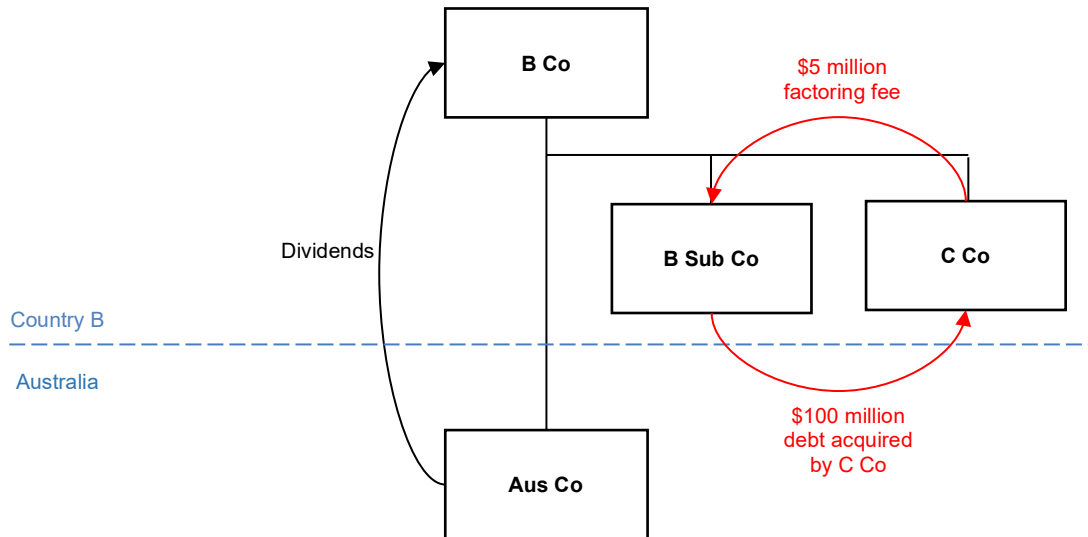 B Co
$5 million
factoring fee
Dividends
B Sub Co
C Co
Country B
Australia
$100 million
debt acquired
by C Co
Aus Co